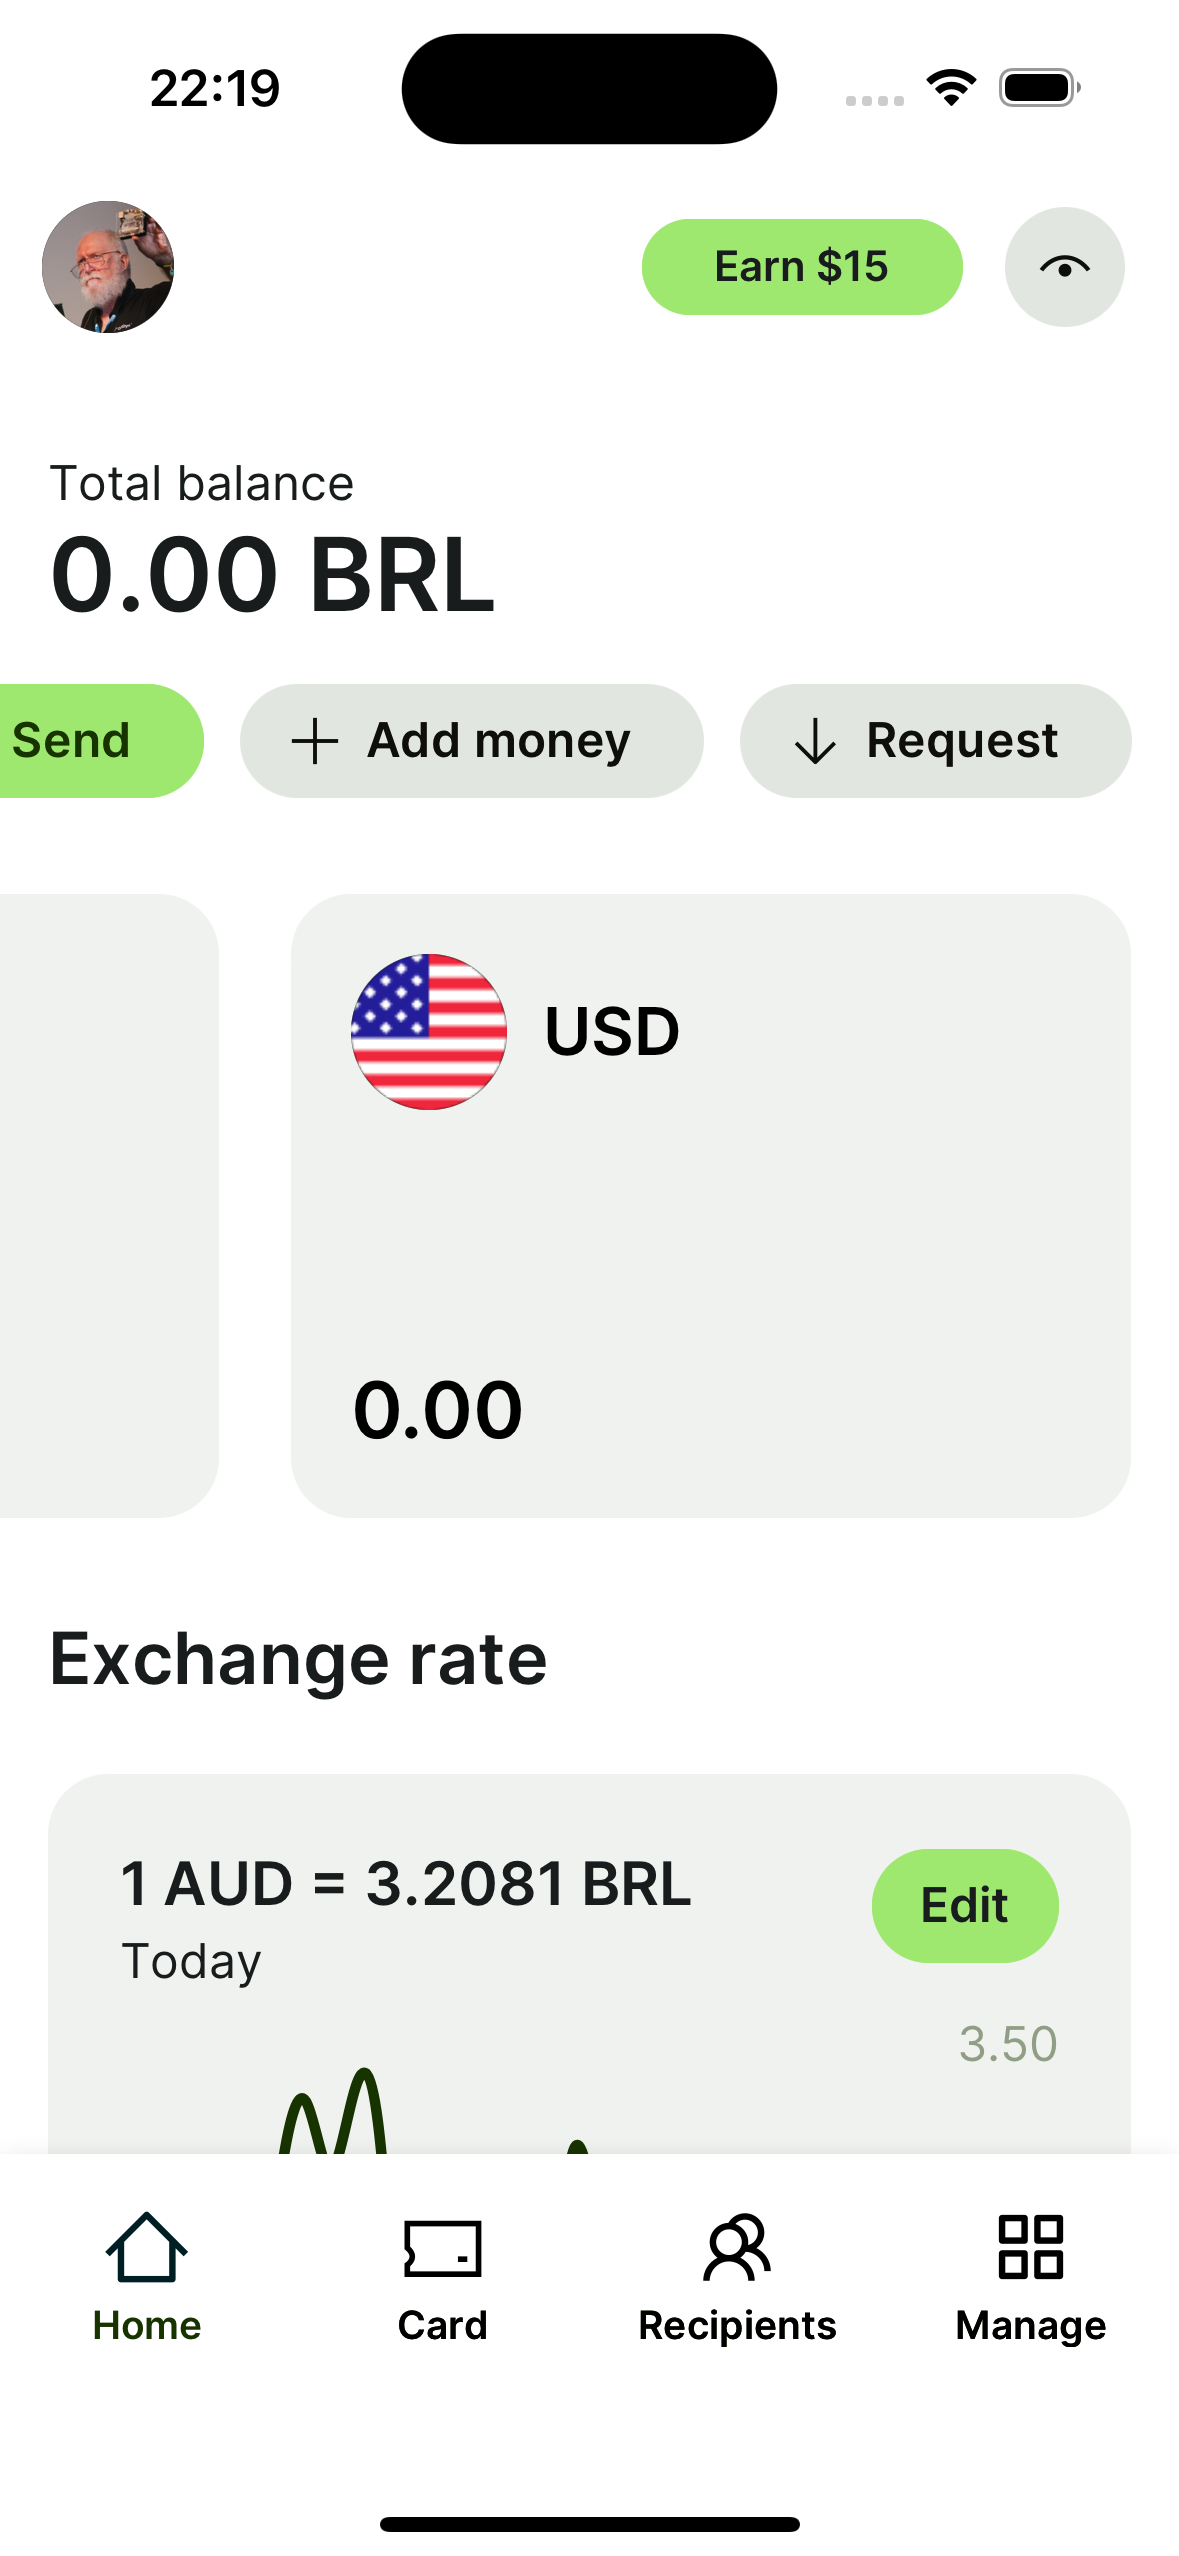 22:19
Earn $15
Total balance
0.00 BRL
Send
Add money
Request
USD
0.00
Exchange rate
1 AUD = 3.2081 BRL
Today
Edit
3.50
Home
Card
Recipients
Manage